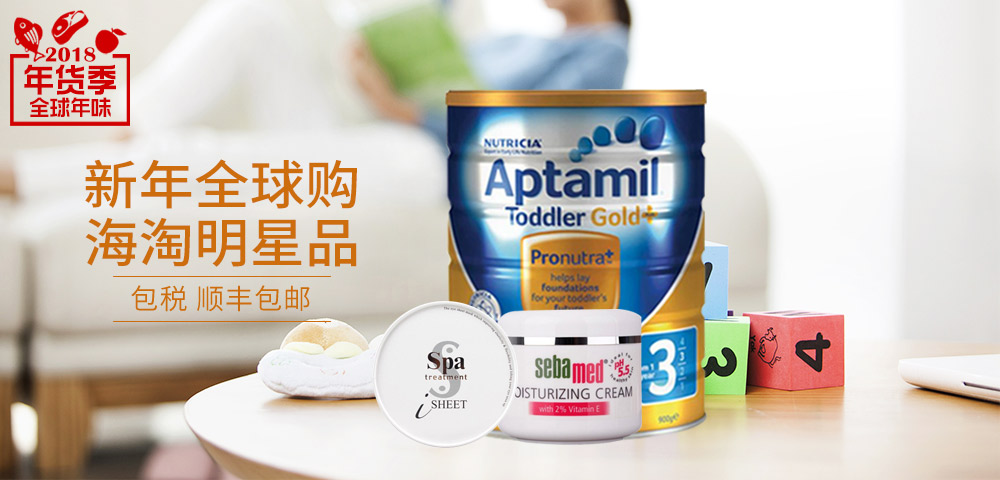 2018
年货季
全球年味
新年全球购
海淘明星品
包税 顺丰包邮
NUTRICIA
Aptamil
Toddler Gold+
Pronutra+
helps lay
foundations
for your toddler's
future
3
900g
Spa
treatment
i SHEET
sebamed
pH
5.5
MOISTURIZING CREAM
with 2% Vitamin E
3
4